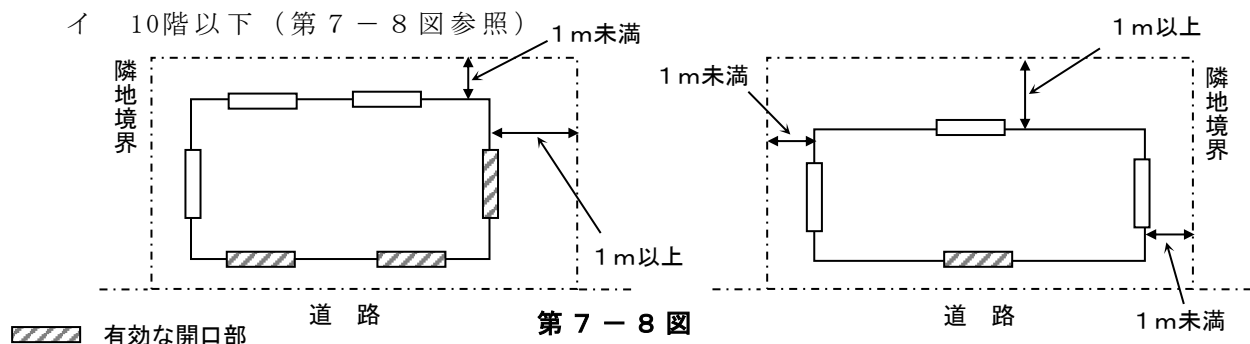 イ 10階以下（第７－８図参照）
1ｍ未満
隣地境界
1ｍ以上
道 路
1ｍ以上
1ｍ未満
隣地境界
1ｍ未満
道 路
有効な開口部
第７－８図